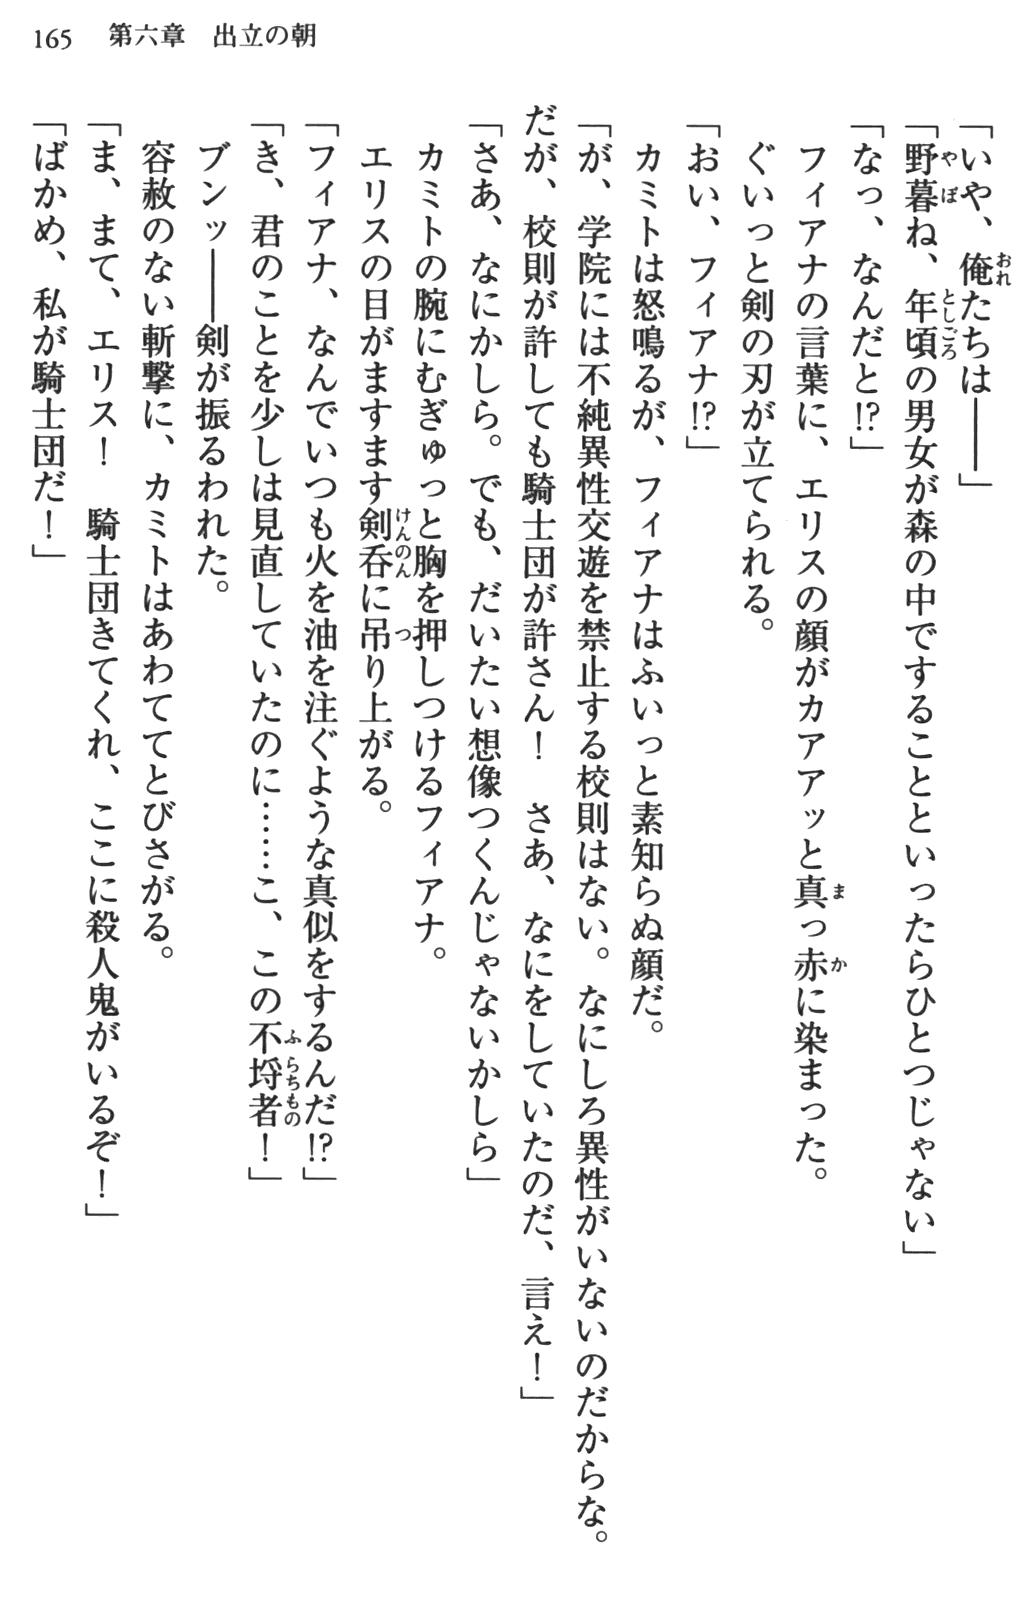 165 第六章 出立の朝
「いや、俺たちは――」
「野暮ね、年頃の男女が森の中ですることといったらひとつじゃない」
「なっ、なんだと!?」
フィアナの言葉に、エリスの顔がカアアッと真っ赤に染まった。
ぐいっと剣の刃が立てられる。
「おい、フィアナ!?」
カミトは怒鳴るが、フィアナはふいっと素知らぬ顔だ。
「が、学院には不純異性交遊を禁止する校則はない。なにしろ異性がいないのだからな。
だが、校則が許しても騎士団が許さん！　さあ、なにをしていたのだ、言え！」
「さあ、なにかしら。でも、だいたい想像つくんじゃないかしら」
カミトの腕にむぎゅっと胸を押しつけるフィアナ。
エリスの目がますます剣呑に吊り上がる。
「フィアナ、なんでいつも火を油を注ぐような真似をするんだ!?」
「き、君のことを少しは見直していたのに……こ、この不埒者！」
ブンッ――剣が振るわれた。
容赦のない斬撃に、カミトはあわててとびさがる。
「ま、まて、エリス！　騎士団きてくれ、ここに殺人鬼がいるぞ！」
「ばかめ、私が騎士団だ！」